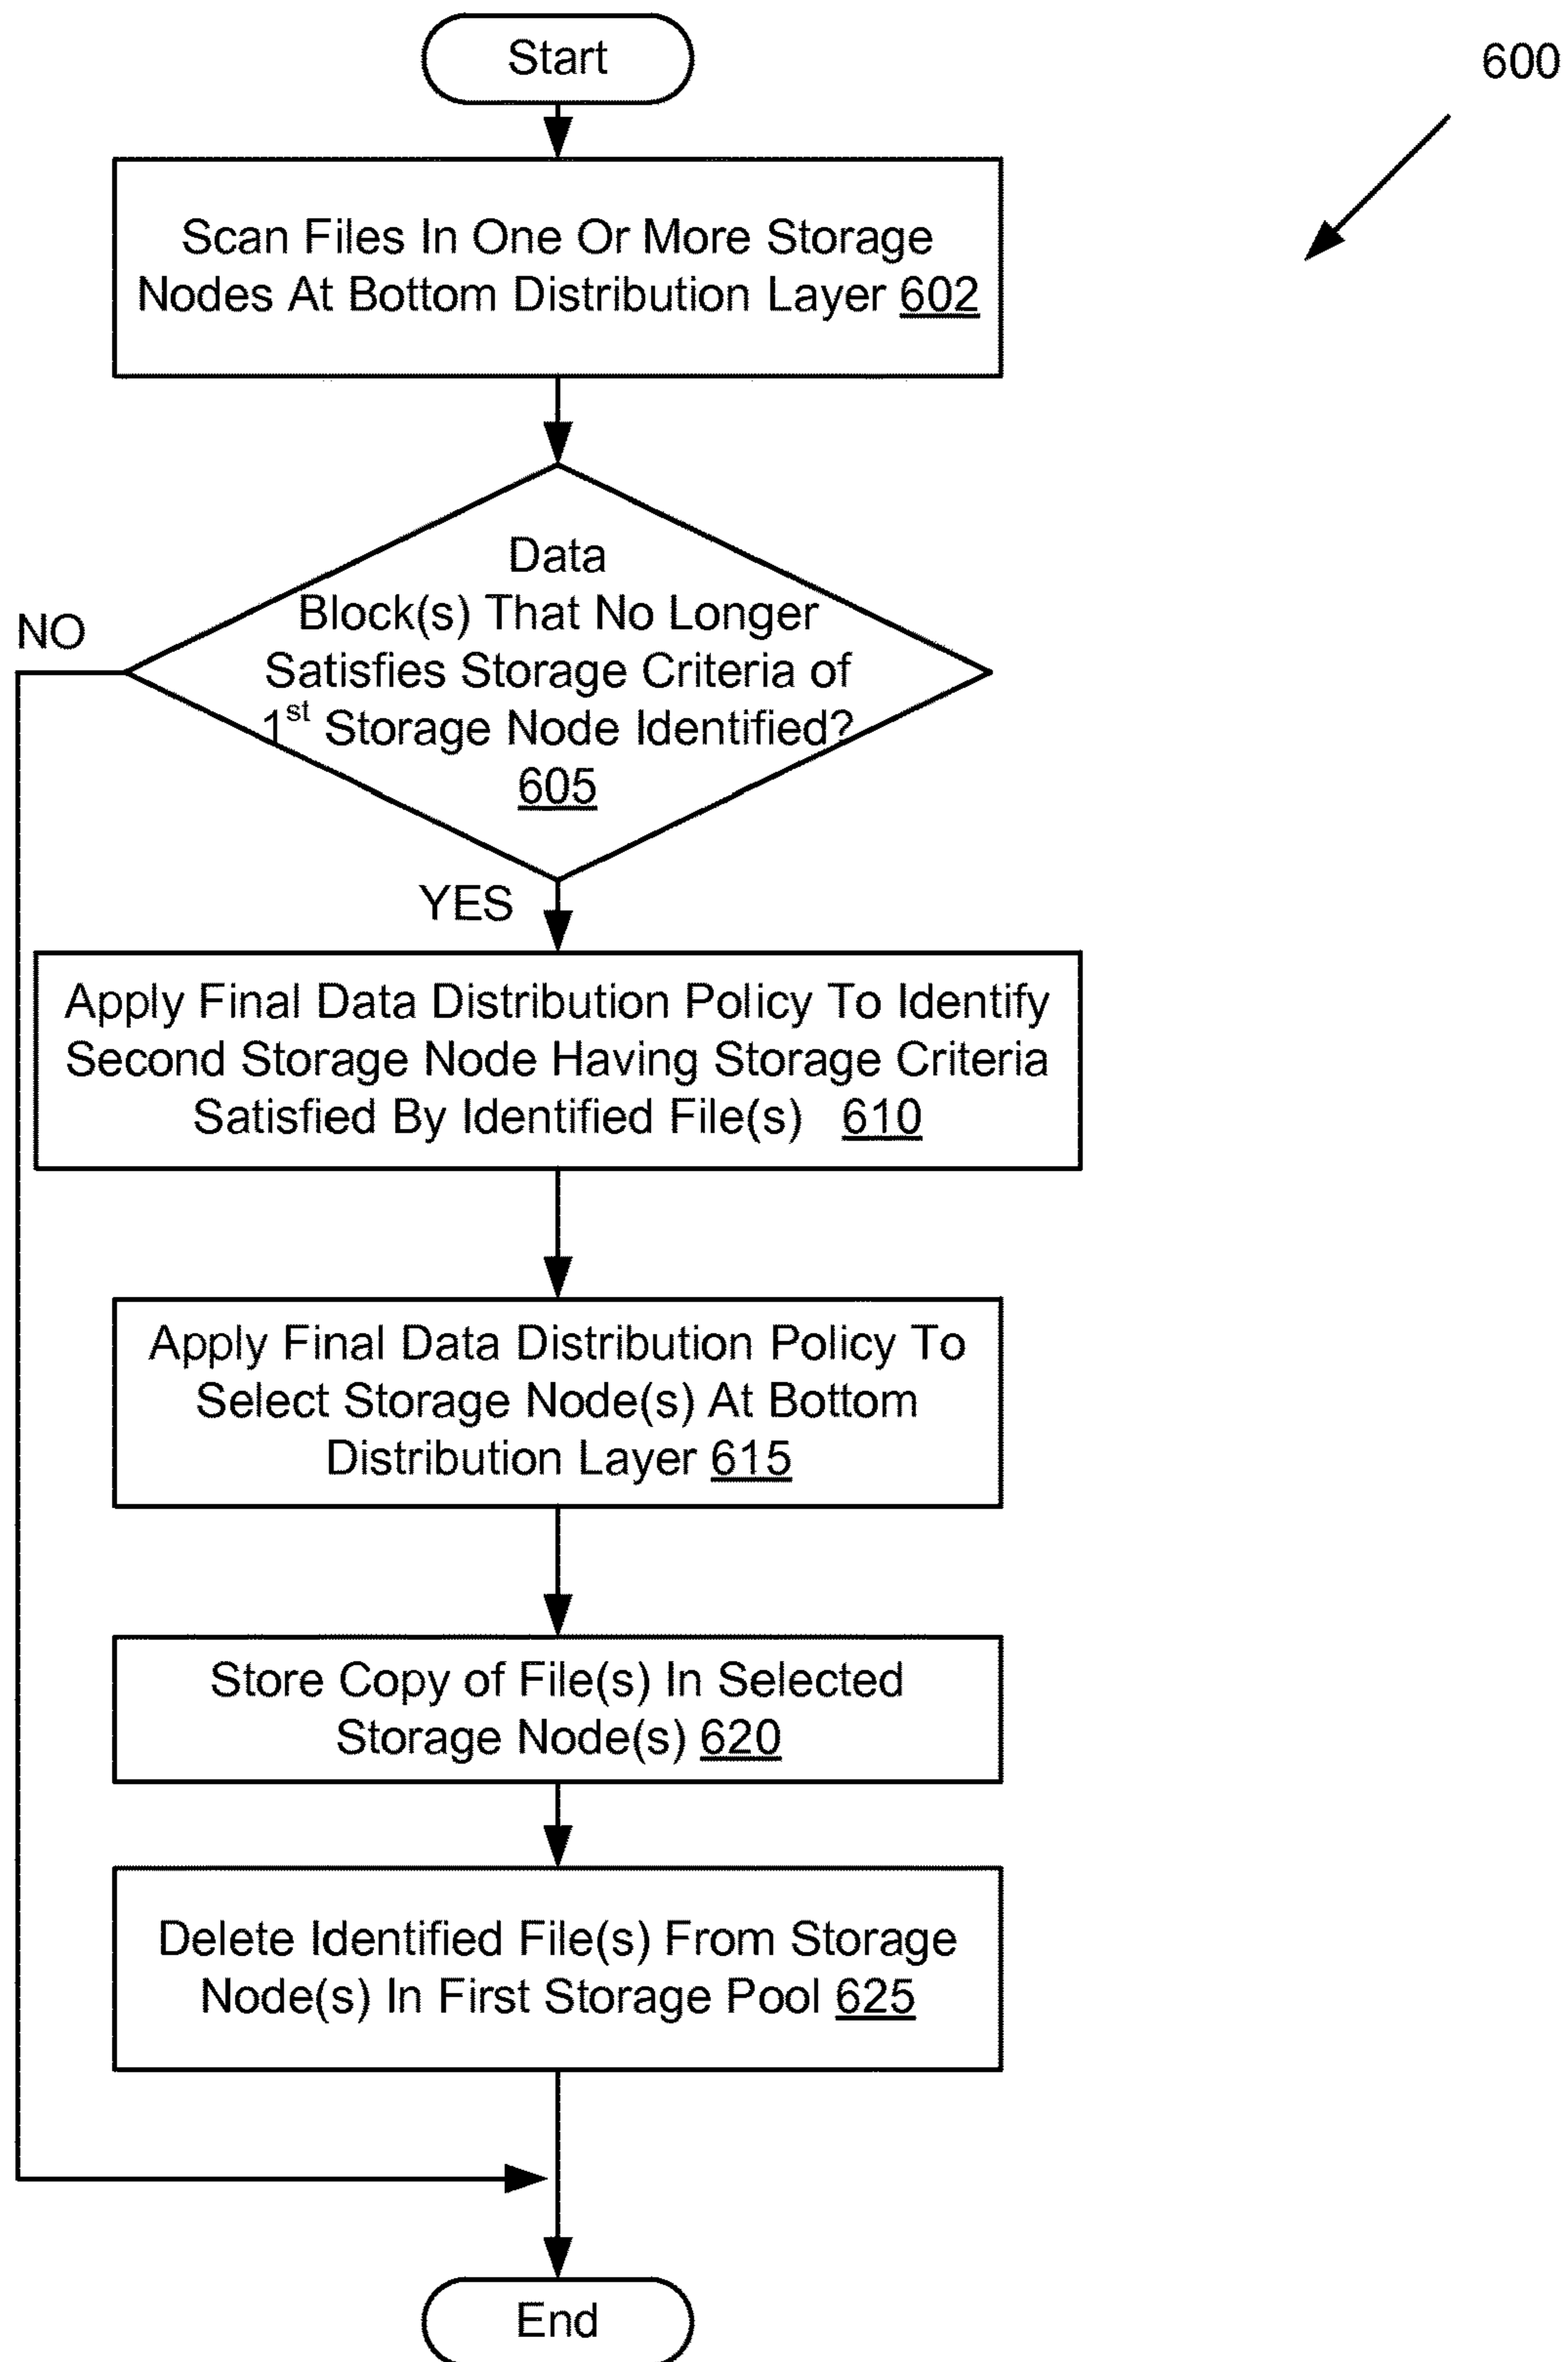 Start
600
Scan Files In One Or More Storage
Nodes At Bottom Distribution Layer 602
Data
Block(s) That No Longer
NO
Satisfies Storage Criteria of
1st Storage Node Identified?
605
YES
Apply Final Data Distribution Policy To Identify
Second Storage Node Having Storage Criteria
Satisfied By Identified File(s) 610
Apply Final Data Distribution Policy To
Select Storage Node(s) At Bottom
Distribution Layer 615
Store Copy of File(s) In Selected
Storage Node(s) 620
Delete Identified File(s) From Storage
Node(s) In First Storage Pool 625
End